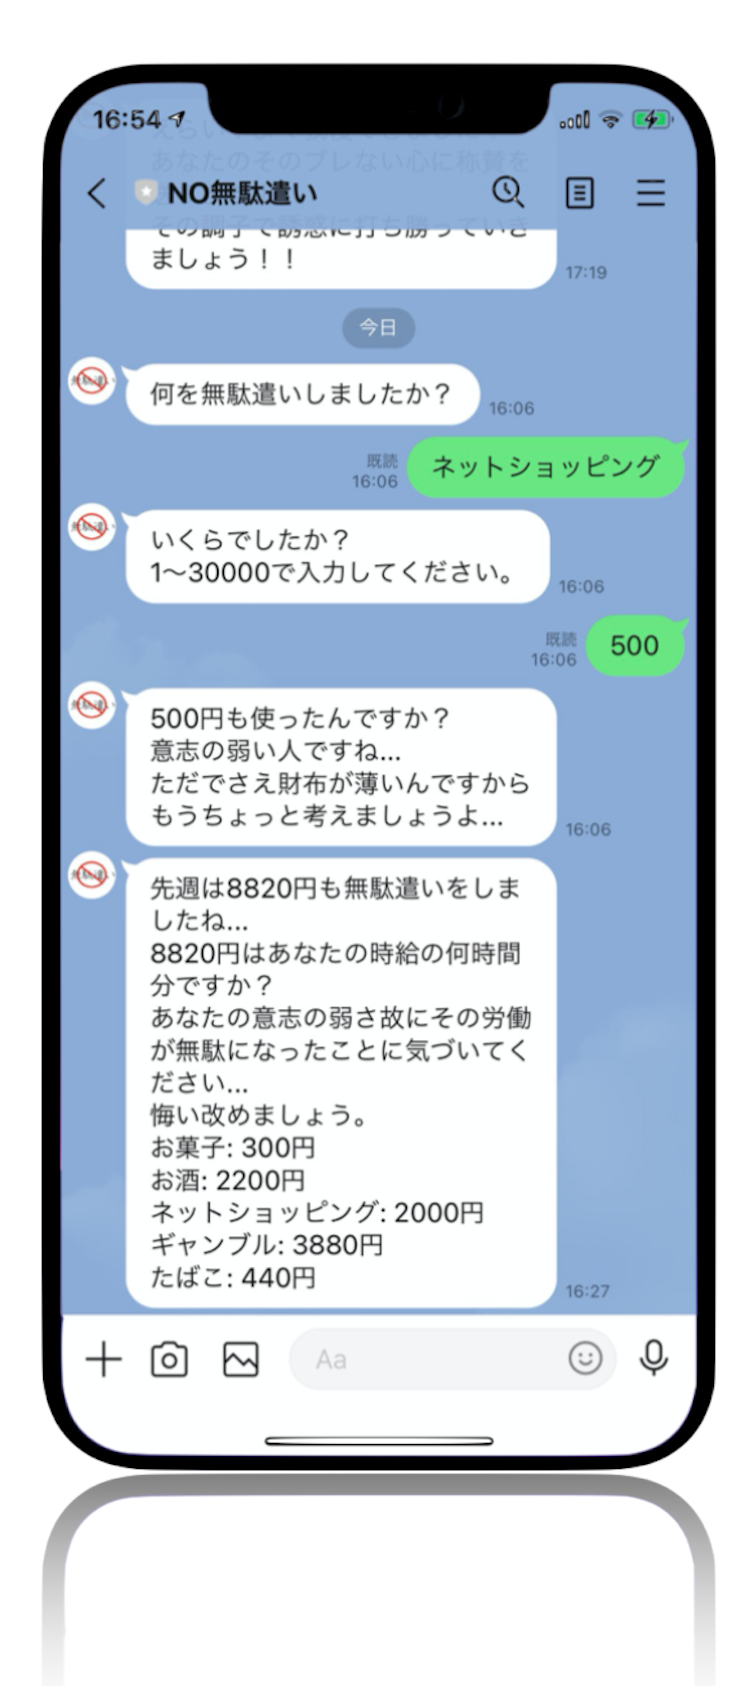 16:54
あなたのそのブレない心に称賛を
NO無駄遣い
その調子で誘惑に打ち勝っていき
ましょう！！
17:19
今日
何を無駄遣いしましたか？
16:06
既読
16:06
ネットショッピング
いくらでしたか？
1〜30000で入力してください。
16:06
既読
16:06
500
500円も使ったんですか？
意志の弱い人ですね...
ただでさえ財布が薄いんですから
もうちょっと考えましょうよ...
16:06
先週は8820円も無駄遣いをしま
したね...
8820円はあなたの時給の何時間
分ですか？
あなたの意志の弱さ故にその労働
が無駄になったことに気づいてく
ださい...
悔い改めましょう。
お菓子: 300円
お酒: 2200円
ネットショッピング: 2000円
ギャンブル: 3880円
たばこ: 440円
16:27
Aa